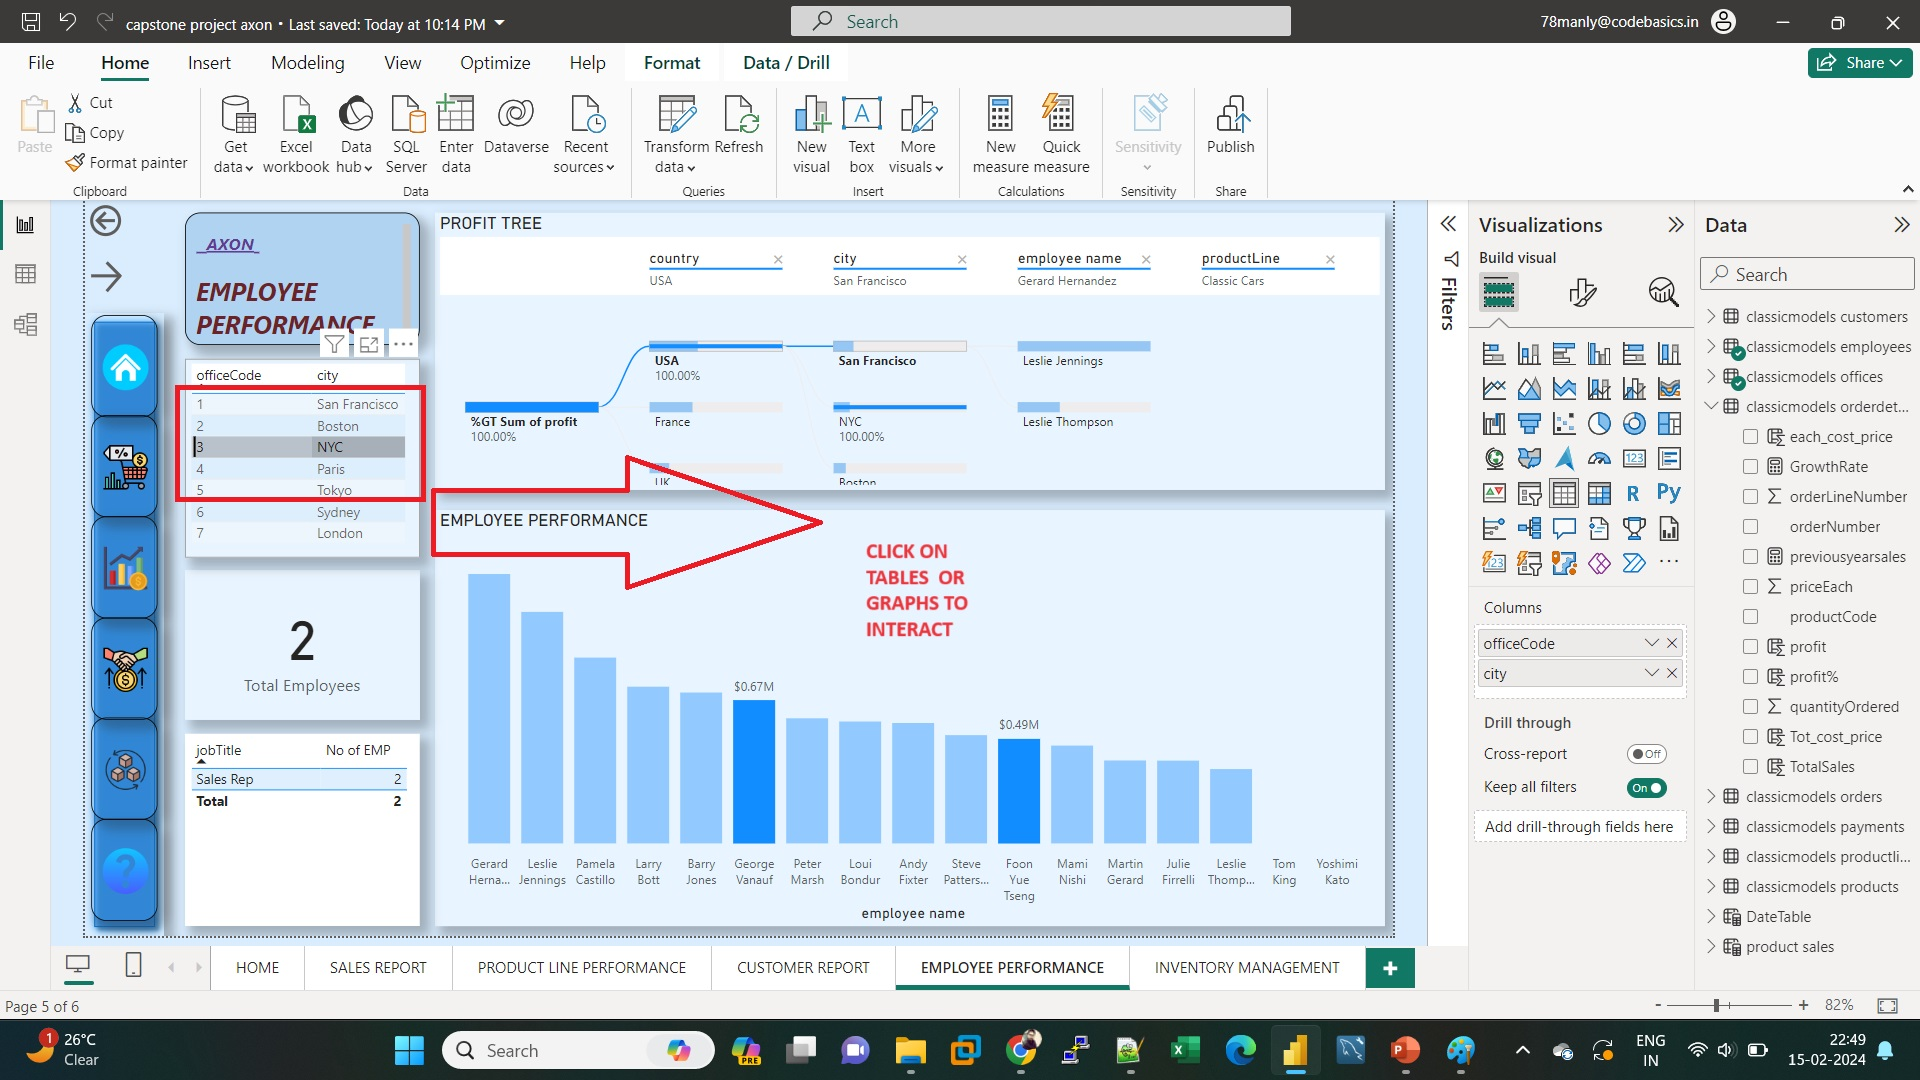 capstone project axon • Last saved: Today at 10:14 PM
Search
78manly@codebasics.in
File
Home
Insert
Modeling
View
Optimize
Help
Format
Data / Drill
Share
Paste
Cut
Copy
Format painter
Clipboard
Get data
Excel workbook
Data hub
SQL Server
Enter data
Dataverse
Recent sources
Data
Transform data
Refresh
Queries
New visual
Text box
More visuals
Insert
New measure
Quick measure
Calculations
Sensitivity
Sensitivity
Publish
Share
AXON
EMPLOYEE
PERFORMANCE
officeCode city
1 San Francisco
2 Boston
3 NYC
4 Paris
5 Tokyo
6 Sydney
7 London
2
Total Employees
jobTitle No of EMP
Sales Rep 2
Total 2
PROFIT TREE
country
USA
city
San Francisco
employee name
Gerard Hernandez
productLine
Classic Cars
%GT Sum of profit
100.00%
USA
100.00%
France
UK
San Francisco
NYC
100.00%
Boston
Leslie Jennings
Leslie Thompson
EMPLOYEE PERFORMANCE
CLICK ON
TABLES OR
GRAPHS TO
INTERACT
$0.67M
$0.49M
Gerard Herna...
Leslie Jennings
Pamela Castillo
Larry Bott
Barry Jones
George Vanauf
Peter Marsh
Loui Bondur
Andy Fixter
Steve Patters...
Foon Yue Tseng
Mami Nishi
Martin Gerard
Julie Firrelli
Leslie Thomp...
Tom King
Yoshimi Kato
employee name
Filters
Visualizations
Build visual
123
R
Py
123
Columns
officeCode
city
Drill through
Cross-report
Off
Keep all filters
On
Add drill-through fields here
Data
Search
classicmodels customers
classicmodels employees
classicmodels offices
classicmodels orderdet...
each_cost_price
GrowthRate
orderLineNumber
orderNumber
previousyearsales
priceEach
productCode
profit
profit%
quantityOrdered
Tot_cost_price
TotalSales
classicmodels orders
classicmodels payments
classicmodels productli...
classicmodels products
DateTable
product sales
HOME
SALES REPORT
PRODUCT LINE PERFORMANCE
CUSTOMER REPORT
EMPLOYEE PERFORMANCE
INVENTORY MANAGEMENT
Page 5 of 6
- + 82%
1
26°C
Clear
Search
PRE
ENG
IN
22:49
15-02-2024